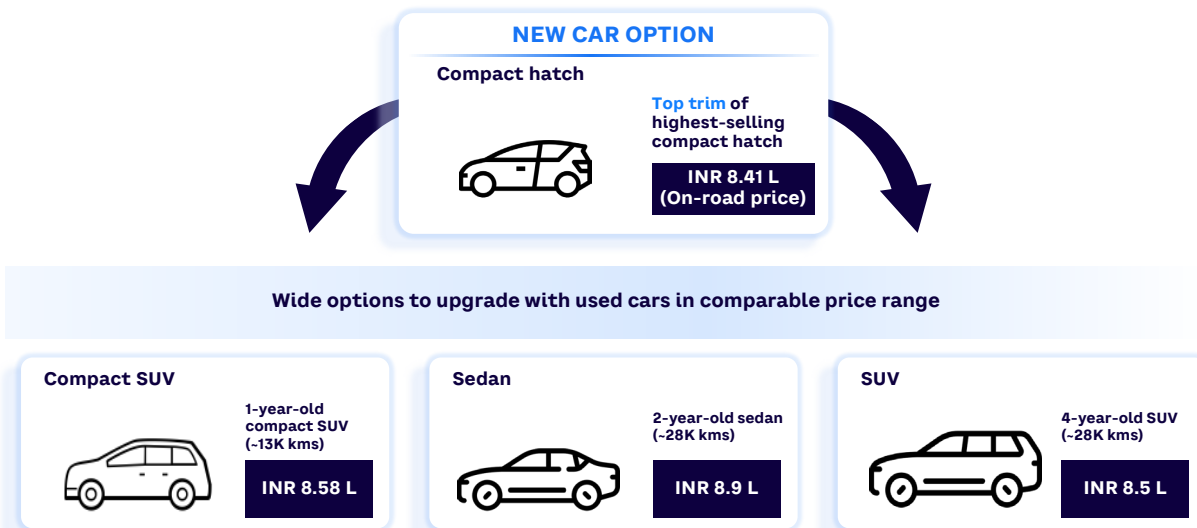 NEW CAR OPTION
Compact hatch
Top trim of
highest-selling
compact hatch
INR 8.41 L
(On-road price)
Wide options to upgrade with used cars in comparable price range
Compact SUV
1-year-old
compact SUV
(~13K kms)
INR 8.58 L
Sedan
2-year-old sedan
(~28K kms)
INR 8.9 L
SUV
4-year-old SUV
(~28K kms)
INR 8.5 L